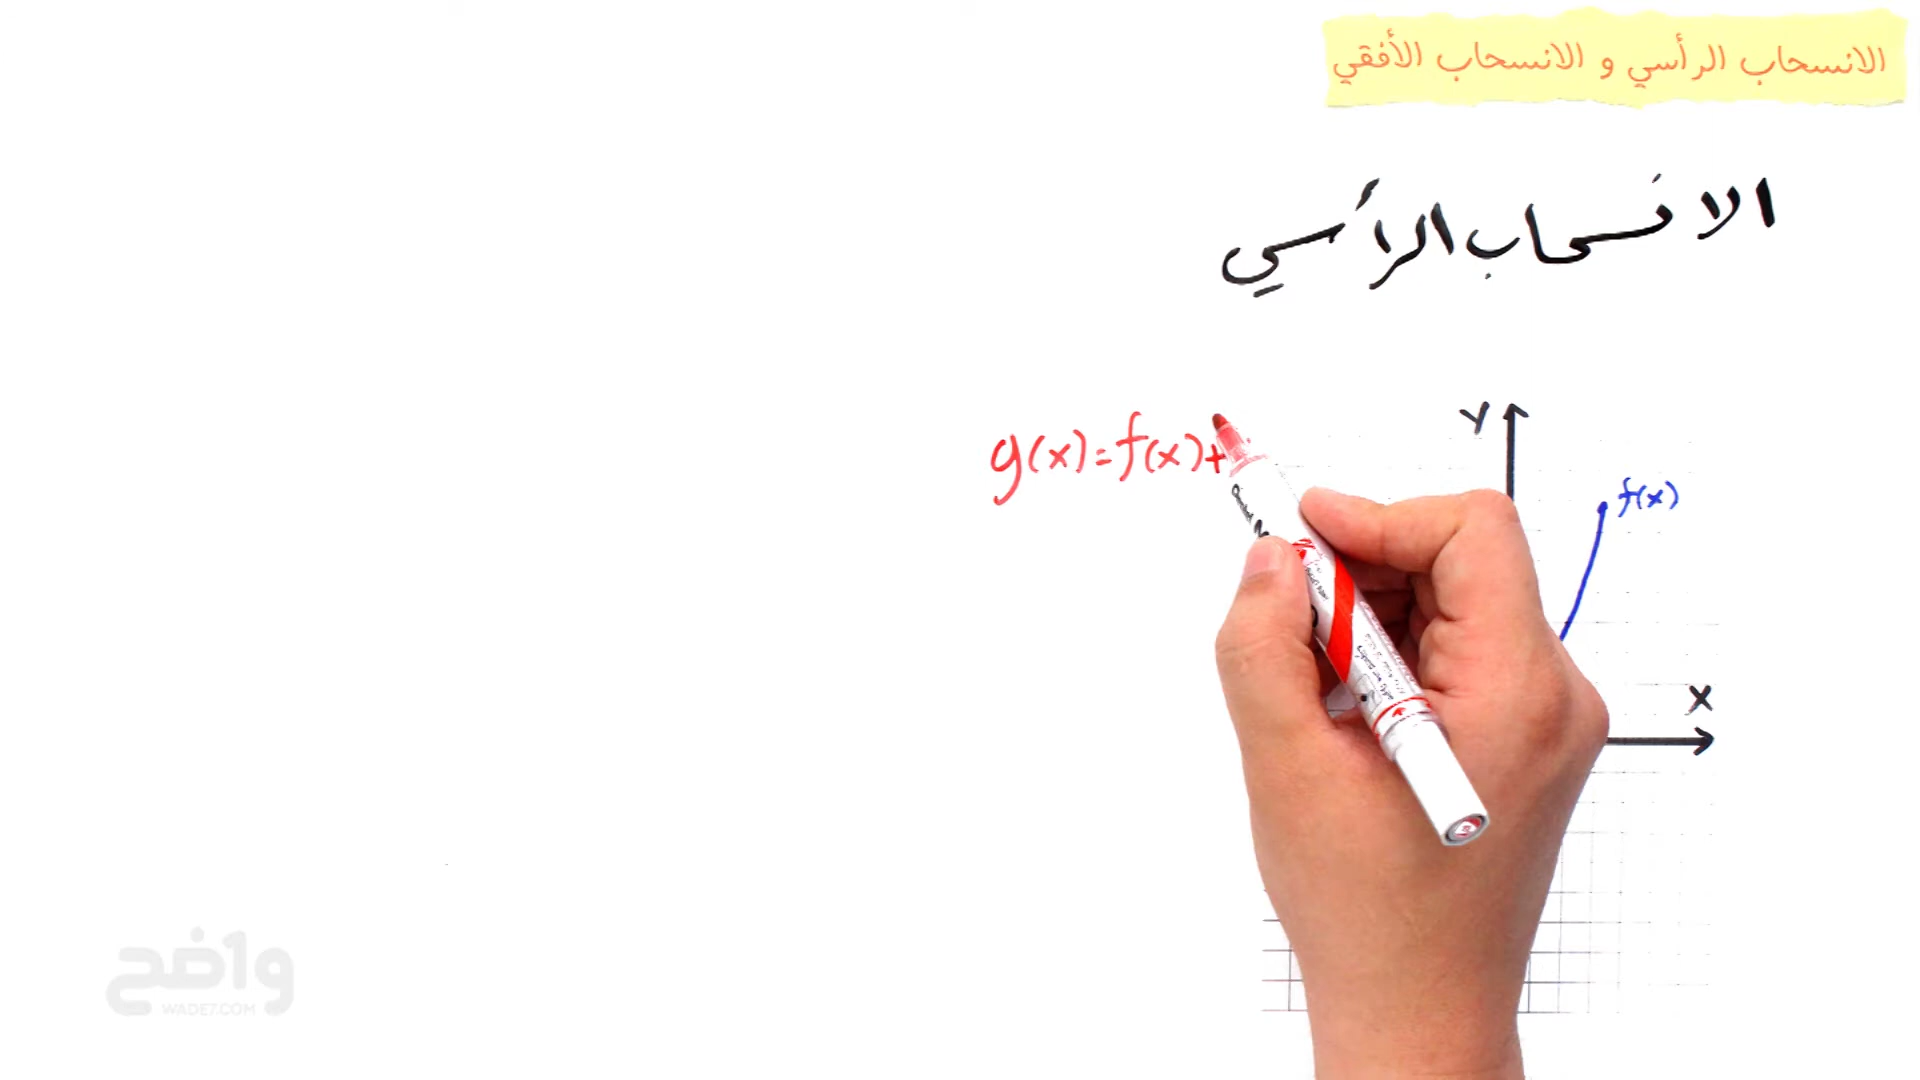 الانسحاب الرأسي و الانسحاب الأفقي
الانسحاب الرأسي
g(x)=f(x)+
y
f(x)
x
واضح
WADE7.COM